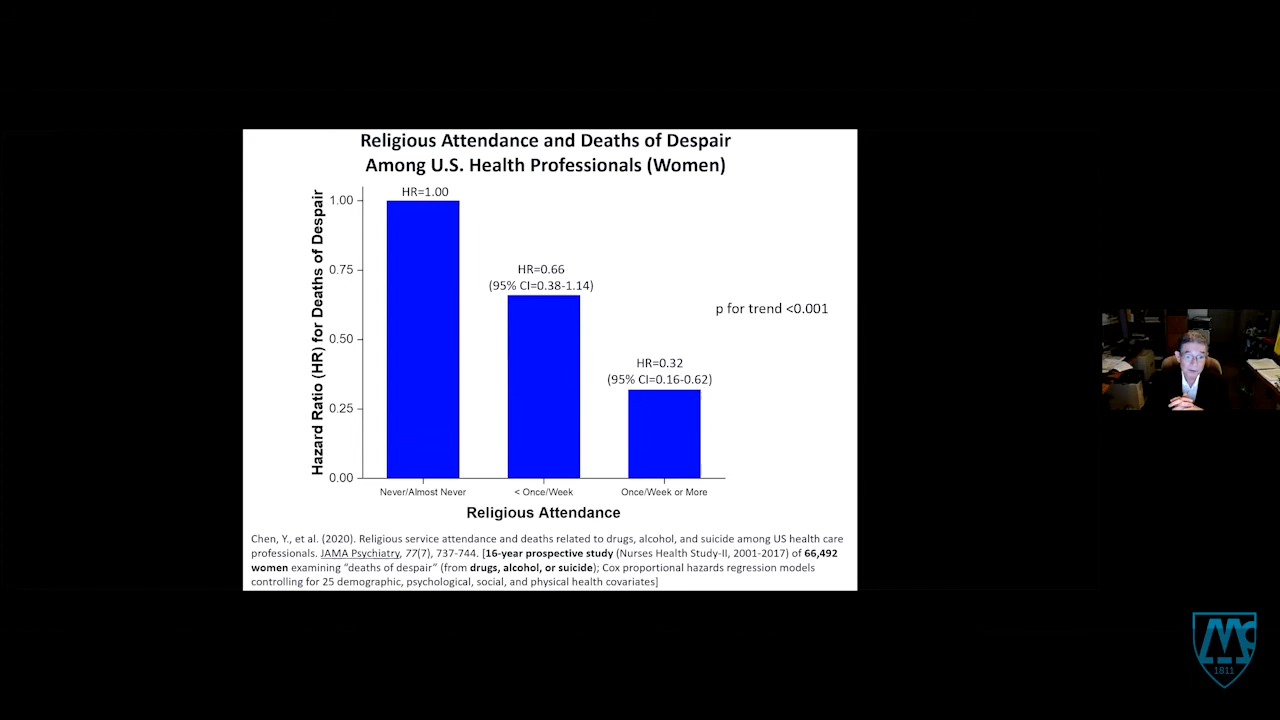 Religious Attendance and Deaths of Despair
Among U.S. Health Professionals (Women)
Hazard Ratio (HR) for Deaths of Despair
1.00
0.75
0.50
0.25
0.00
HR=1.00
HR=0.66
(95% CI=0.38-1.14)
HR=0.32
(95% CI=0.16-0.62)
p for trend <0.001
Never/Almost Never
< Once/Week
Once/Week or More
Religious Attendance
Chen, Y., et al. (2020). Religious service attendance and deaths related to drugs, alcohol, and suicide among US health care
professionals. JAMA Psychiatry, 77(7), 737-744. [16-year prospective study (Nurses Health Study-II, 2001-2017) of 66,492
women examining “deaths of despair” (from drugs, alcohol, or suicide); Cox proportional hazards regression models
controlling for 25 demographic, psychological, social, and physical health covariates]
1811